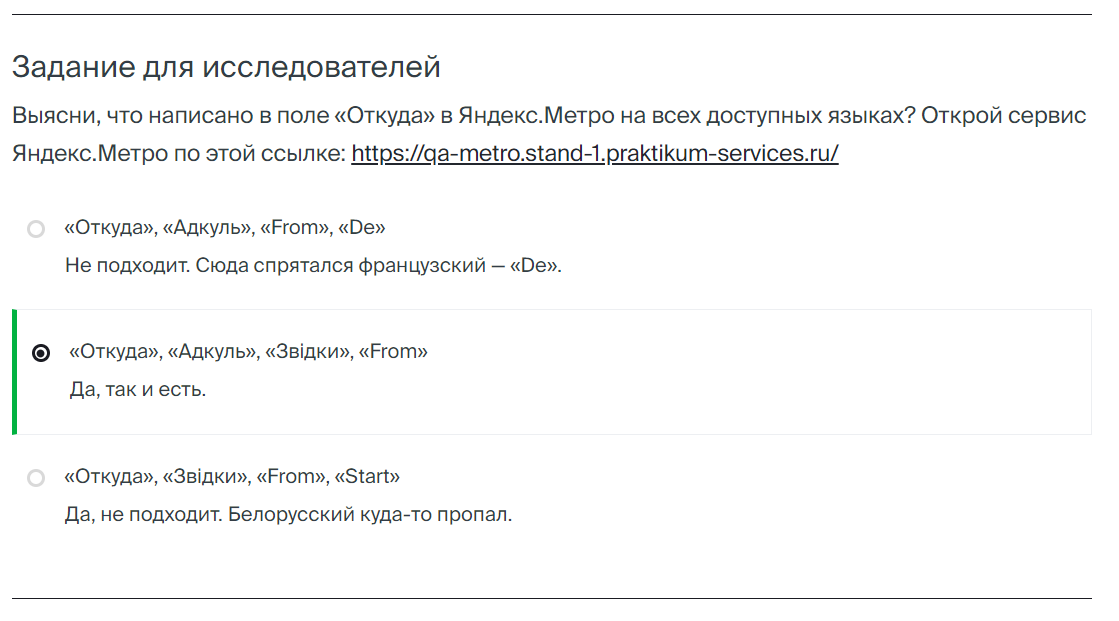 Задание для исследователей
Выясни, что написано в поле «Откуда» в Яндекс.Метро на всех доступных языках? Открой сервис
Яндекс.Метро по этой ссылке: https://qa-metro.stand-1.praktikum-services.ru/
«Откуда», «Адкуль», «From», «De»
Не подходит. Сюда спрятался французский — «De».
«Откуда», «Адкуль», «Звідки», «From»
Да, так и есть.
«Откуда», «Звідки», «From», «Start»
Да, не подходит. Белорусский куда-то пропал.